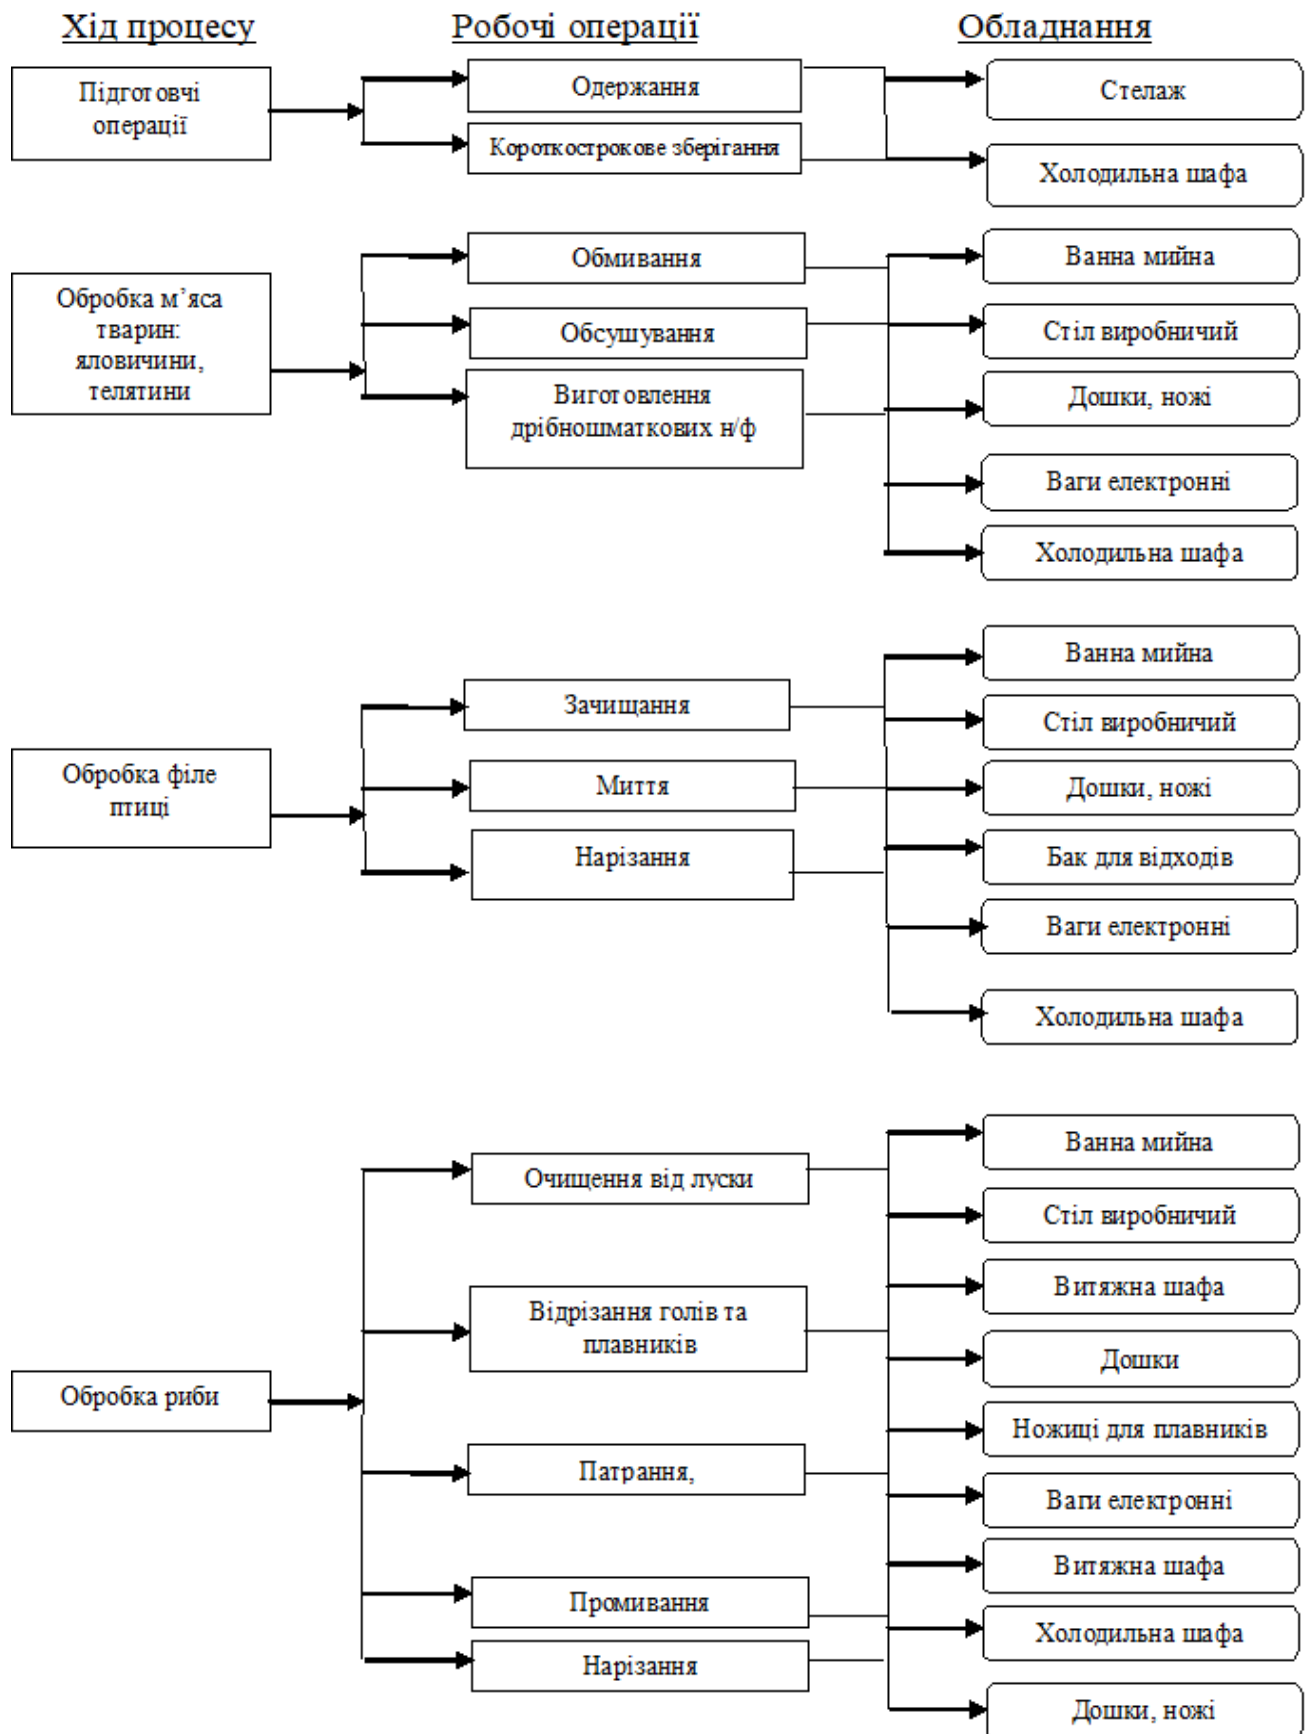 Хід процесу
Робочі операції
Обладнання
Підготовчі
операції
Одержання
Короткострокове зберігання
Стелаж
Холодильна шафа
Обробка м’яса
тварин:
яловичини,
телятини
Обмивання
Обсушування
Виготовлення
дрібношматкових н/ф
Ванна мийна
Стіл виробничий
Дошки, ножі
Ваги електронні
Холодильна шафа
Обробка філе
птиці
Зачищання
Миття
Нарізання
Ванна мийна
Стіл виробничий
Дошки, ножі
Бак для відходів
Ваги електронні
Холодильна шафа
Обробка риби
Очищення від луски
Відрізання голів та
плавників
Патрання,
Промивання
Нарізання
Ванна мийна
Стіл виробничий
Витяжна шафа
Дошки
Ножиці для плавників
Ваги електронні
Витяжна шафа
Холодильна шафа
Дошки, ножі